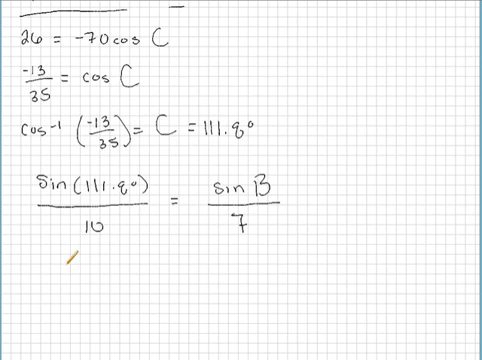 26 = -70 cos C
-13/35 = cos C
cos⁻¹ (-13/35) = C = 111.8°
sin(111.8°)/10 = sin B/7